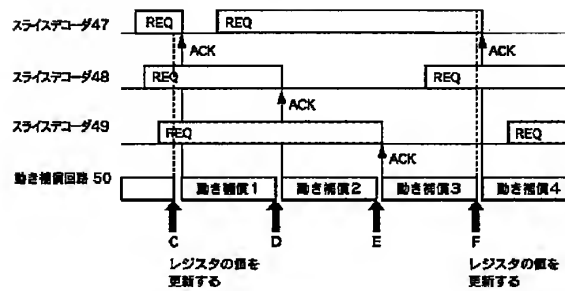 スライスデコーダ47
REQ
REQ
ACK
スライスデコーダ48
REQ
REQ
ACK
スライスデコーダ49
REQ
REQ
ACK
ACK
動き補償回路 50
動き補償1
動き補償2
動き補償3
動き補償4
C
D
E
F
レジスタの値を
更新する
レジスタの値を
更新する